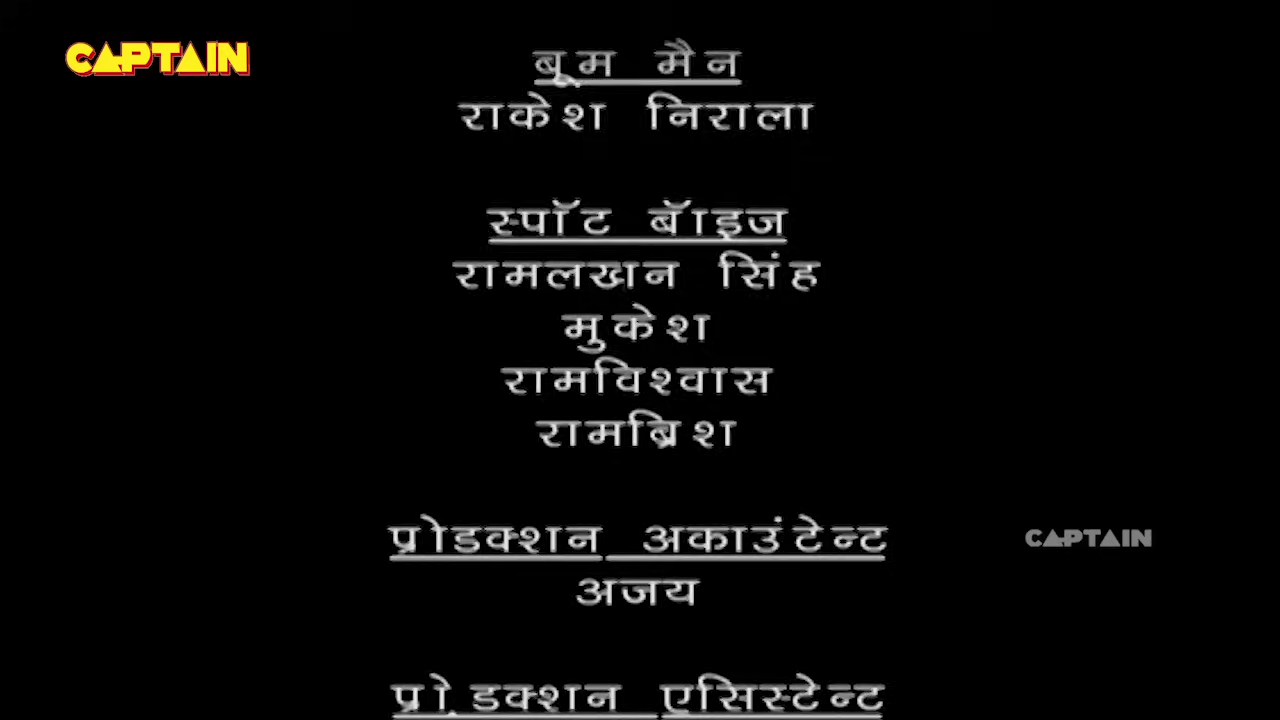 CAPTAIN
बूम मैन
राकेश निराला
स्पॉट बॉइज
रामलखन सिंह
मुकेश
रामविश्वास
रामब्रिश
प्रोडक्शन अकाउंटेन्ट
CAPTAIN
अजय
प्रोडक्शन एसिस्टेन्ट